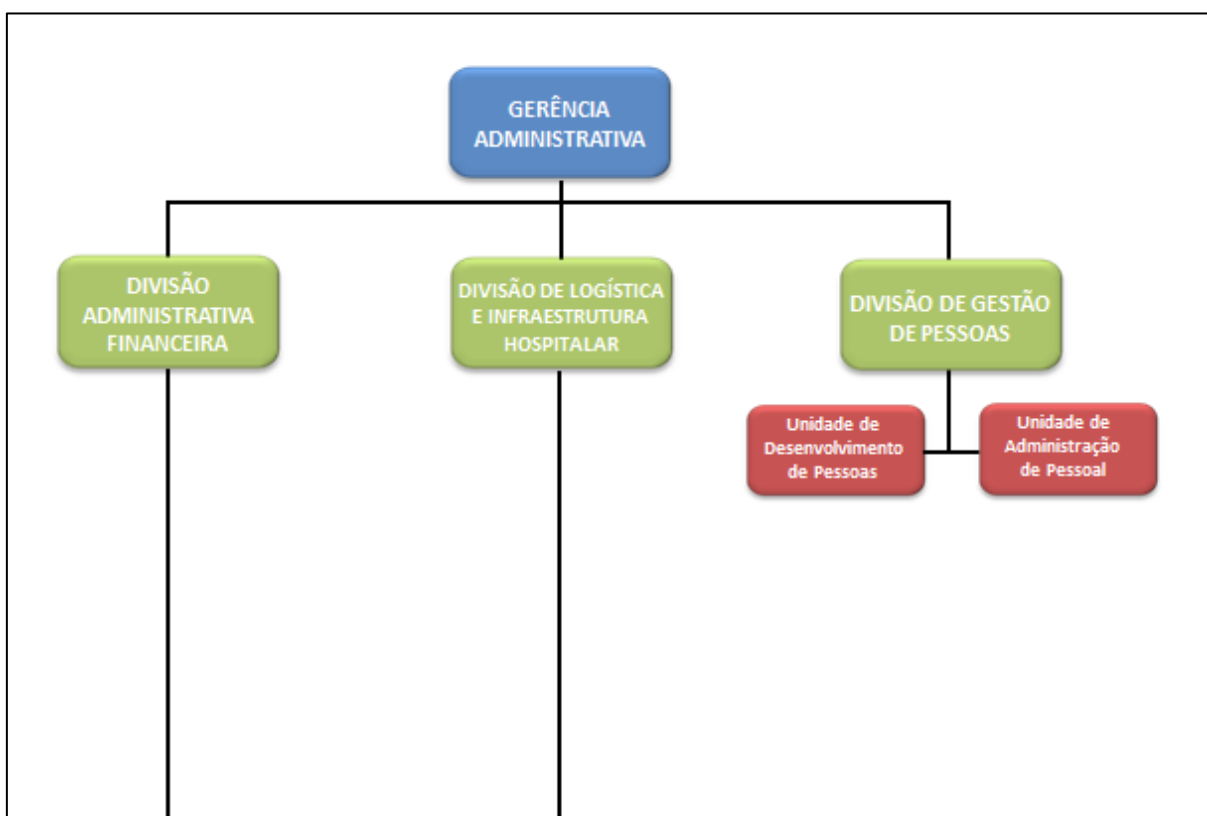 GERÊNCIA
ADMINISTRATIVA
DIVISÃO
ADMINISTRATIVA
FINANCEIRA
DIVISÃO DE LOGÍSTICA
E INFRAESTRUTURA
HOSPITALAR
DIVISÃO DE GESTÃO
DE PESSOAS
Unidade de
Desenvolvimento
de Pessoas
Unidade de
Administração
de Pessoal